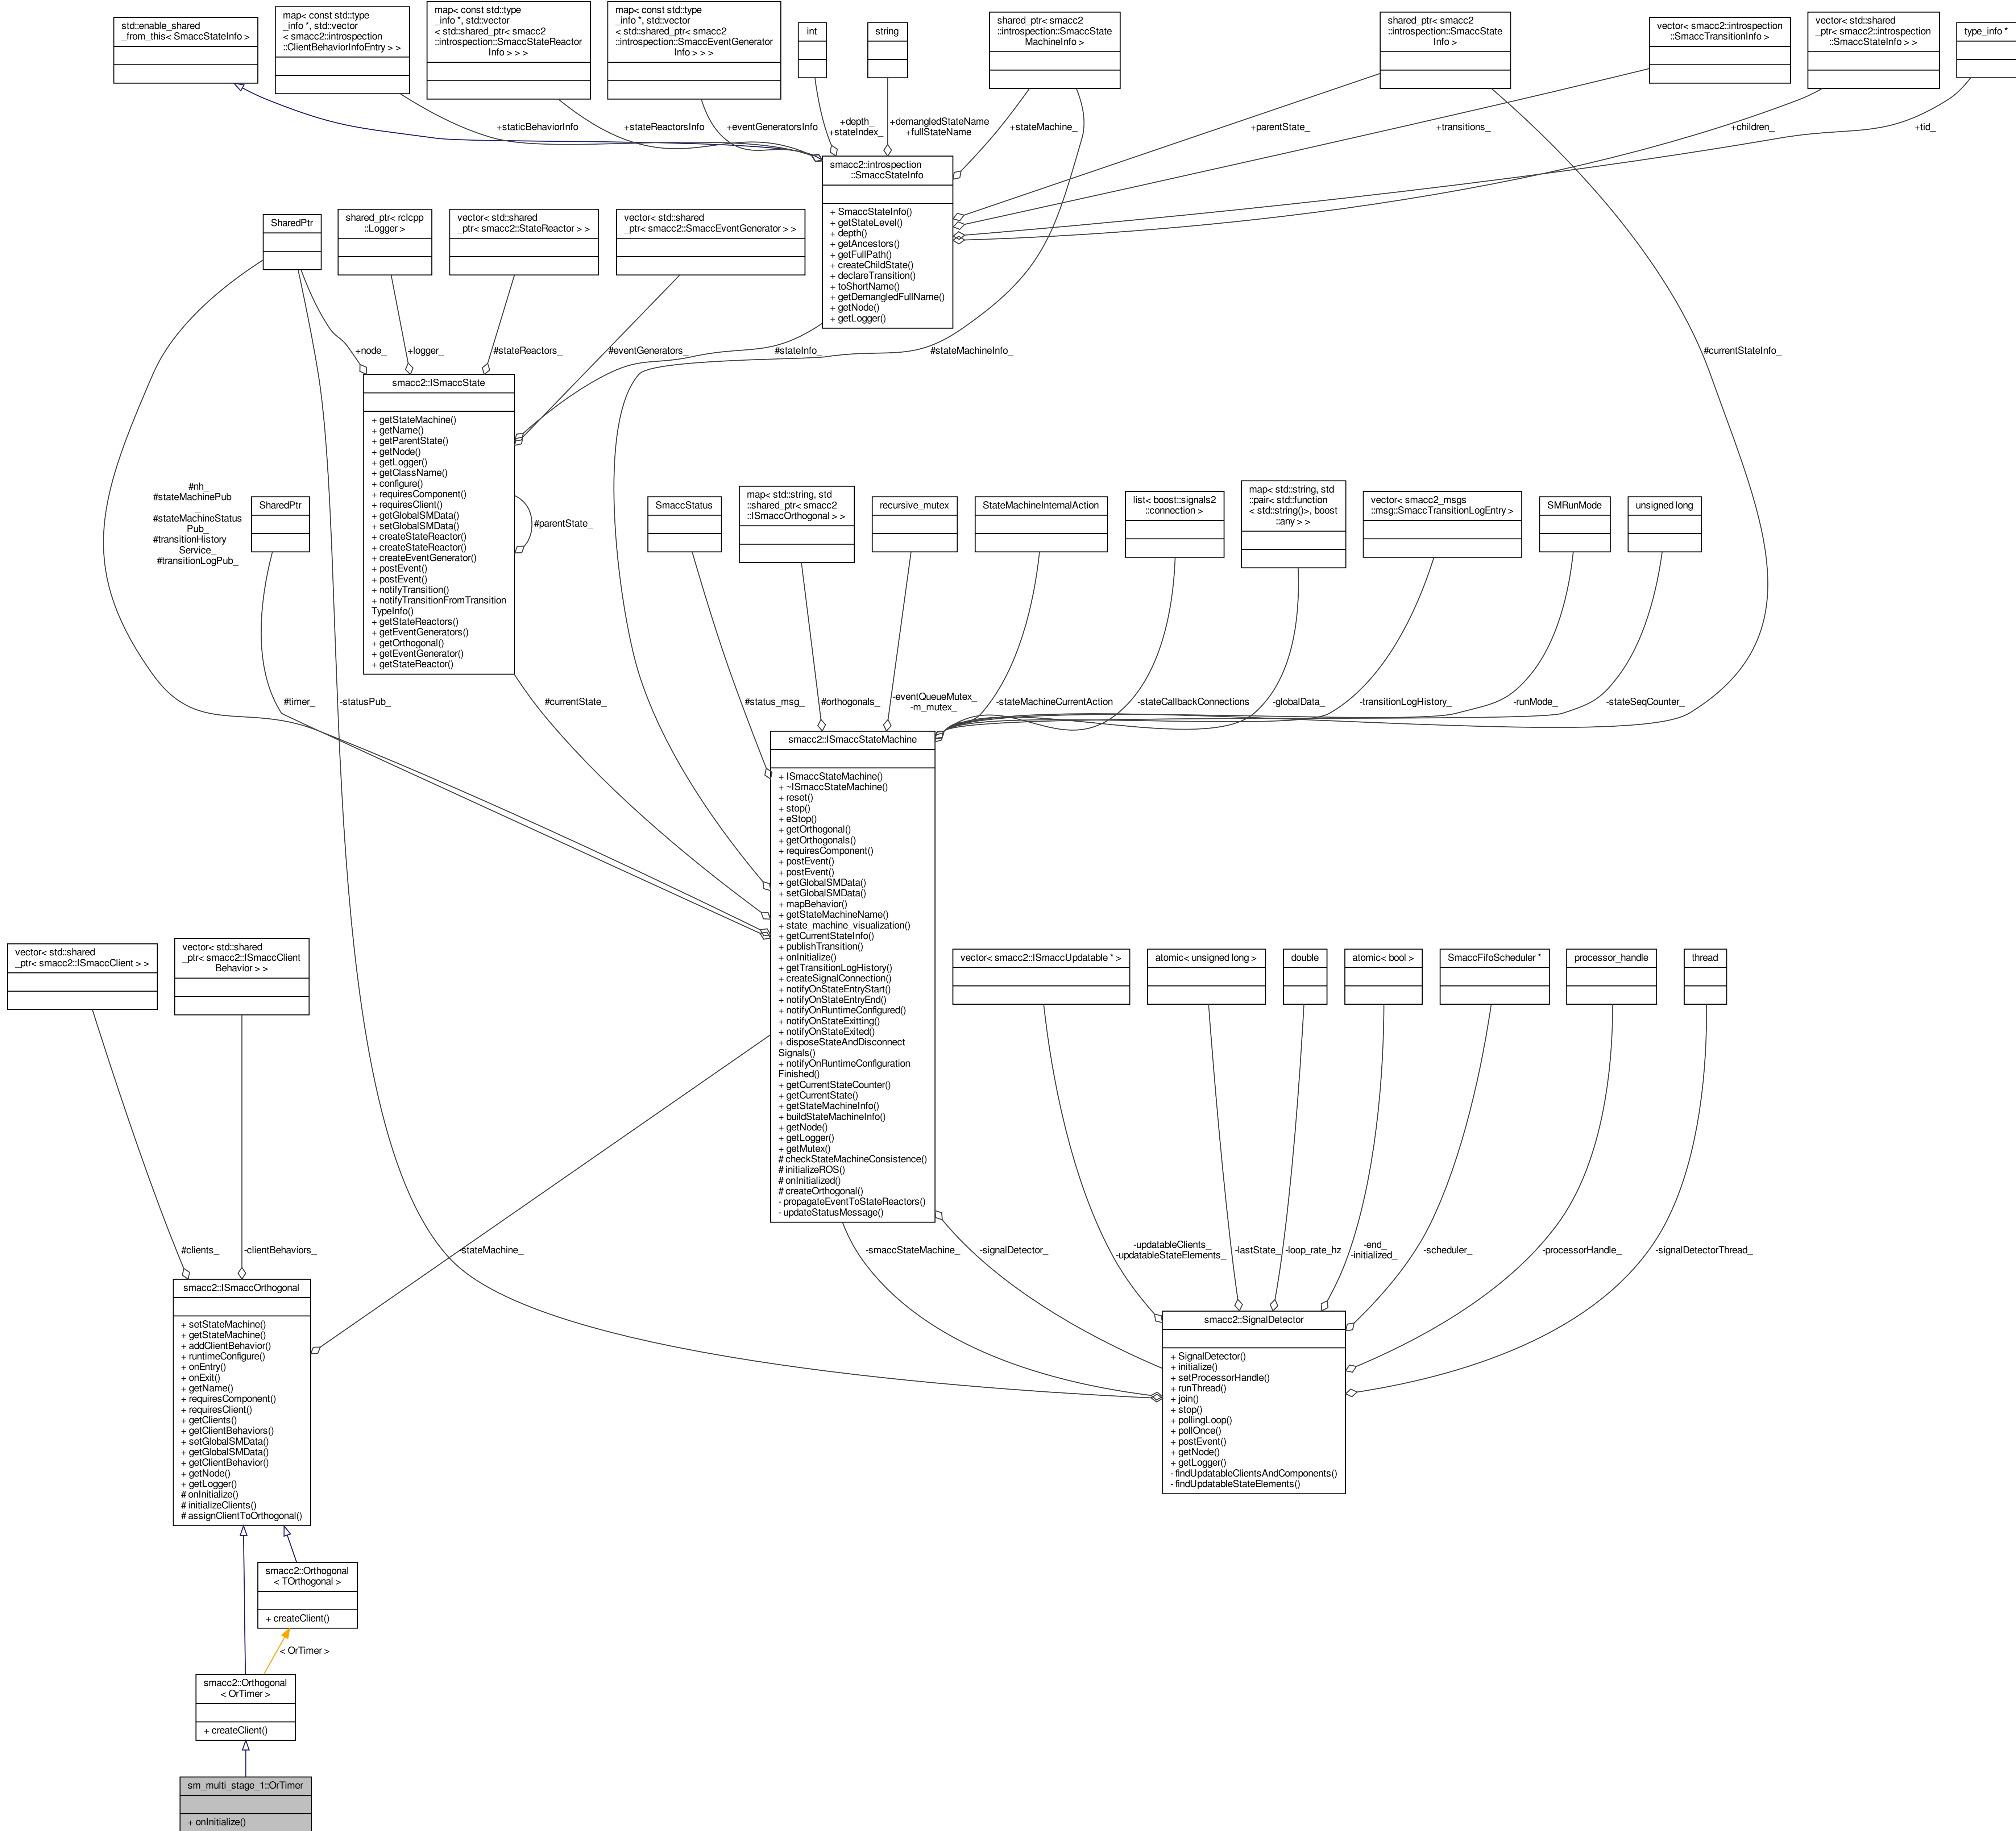 std::enable_shared
_from_this< SmaccStateInfo >
map< const std::type
_info *, std::vector
< smacc2::introspection
::ClientBehaviorInfoEntry > >
map< const std::type
_info *, std::vector
< std::shared_ptr< smacc2
::introspection::SmaccStateReactor
Info > > >
map< const std::type
_info *, std::vector
< std::shared_ptr< smacc2
::introspection::SmaccEventGenerator
Info > > >
int
string
shared_ptr< smacc2
::introspection::SmaccState
MachineInfo >
shared_ptr< smacc2
::introspection::SmaccState
Info >
vector< smacc2::introspection
::SmaccTransitionInfo >
vector< std::shared
_ptr< smacc2::introspection
::SmaccStateInfo > >
type_info *
+staticBehaviorInfo
+stateReactorsInfo
+eventGeneratorsInfo
+depth_
+stateIndex_
+demangledStateName
+fullStateName
+stateMachine_
+parentState_
+transitions_
+children_
+tid_
smacc2::introspection
::SmaccStateInfo
+ SmaccStateInfo()
+ getStateLevel()
+ depth()
+ getAncestors()
+ getFullPath()
+ createChildState()
+ declareTransition()
+ toShortName()
+ getDemangledFullName()
+ getNode()
+ getLogger()
SharedPtr
shared_ptr< rclcpp
::Logger >
vector< std::shared
_ptr< smacc2::StateReactor > >
vector< std::shared
_ptr< smacc2::SmaccEventGenerator > >
+node_
+logger_
#stateReactors_
#eventGenerators_
#stateInfo_
#stateMachineInfo_
#currentStateInfo_
smacc2::ISmaccState
+ getStateMachine()
+ getName()
+ getParentState()
+ getNode()
+ getLogger()
+ getClassName()
+ configure()
+ requiresComponent()
+ requiresClient()
+ getGlobalSMData()
+ setGlobalSMData()
+ createStateReactor()
+ createStateReactor()
+ createEventGenerator()
+ postEvent()
+ postEvent()
+ notifyTransition()
+ notifyTransitionFromTransition
TypeInfo()
+ getStateReactors()
+ getEventGenerators()
+ getOrthogonal()
+ getEventGenerator()
+ getStateReactor()
#parentState_
#nh_
#stateMachinePub
_
#stateMachineStatus
Pub_
#transitionHistory
Service_
#transitionLogPub_
SharedPtr
SmaccStatus
map< std::string, std
::shared_ptr< smacc2
::ISmaccOrthogonal > >
recursive_mutex
StateMachineInternalAction
list< boost::signals2
::connection >
map< std::string, std
::pair< std::function
< std::string()>, boost
::any > >
vector< smacc2_msgs
::msg::SmaccTransitionLogEntry >
SMRunMode
unsigned long
#timer_
-statusPub_
#currentState_
#status_msg_
#orthogonals_
-eventQueueMutex_
-m_mutex_
-stateMachineCurrentAction
-stateCallbackConnections
-globalData_
-transitionLogHistory_
-runMode_
-stateSeqCounter_
smacc2::ISmaccStateMachine
+ ISmaccStateMachine()
+ ~ISmaccStateMachine()
+ reset()
+ stop()
+ eStop()
+ getOrthogonal()
+ getOrthogonals()
+ requiresComponent()
+ postEvent()
+ postEvent()
+ getGlobalSMData()
+ setGlobalSMData()
+ mapBehavior()
+ getStateMachineName()
+ state_machine_visualization()
+ getCurrentStateInfo()
+ publishTransition()
+ onInitialize()
+ getTransitionLogHistory()
+ createSignalConnection()
+ notifyOnStateEntryStart()
+ notifyOnStateEntryEnd()
+ notifyOnRuntimeConfigured()
+ notifyOnStateExitting()
+ notifyOnStateExited()
+ disposeStateAndDisconnect
Signals()
+ notifyOnRuntimeConfiguration
Finished()
+ getCurrentStateCounter()
+ getCurrentState()
+ getStateMachineInfo()
+ buildStateMachineInfo()
+ getNode()
+ getLogger()
+ getMutex()
# checkStateMachineConsistence()
# initializeROS()
# onInitialized()
# createOrthogonal()
- propagateEventToStateReactors()
- updateStatusMessage()
vector< std::shared
_ptr< smacc2::ISmaccClient > >
vector< std::shared
_ptr< smacc2::ISmaccClient
Behavior > >
vector< smacc2::ISmaccUpdatable * >
atomic< unsigned long >
double
atomic< bool >
SmaccFifoScheduler *
processor_handle
thread
#clients_
-clientBehaviors_
-stateMachine_
-smaccStateMachine_
-signalDetector_
-updatableClients_
-updatableStateElements_
-lastState_
-loop_rate_hz
-end_
-initialized_
-scheduler_
-processorHandle_
-signalDetectorThread_
smacc2::ISmaccOrthogonal
+ setStateMachine()
+ getStateMachine()
+ addClientBehavior()
+ runtimeConfigure()
+ onEntry()
+ onExit()
+ getName()
+ requiresComponent()
+ requiresClient()
+ getClients()
+ getClientBehaviors()
+ setGlobalSMData()
+ getGlobalSMData()
+ getClientBehavior()
+ getNode()
+ getLogger()
# onInitialize()
# initializeClients()
# assignClientToOrthogonal()
smacc2::SignalDetector
+ SignalDetector()
+ initialize()
+ setProcessorHandle()
+ runThread()
+ join()
+ stop()
+ pollingLoop()
+ pollOnce()
+ postEvent()
+ getNode()
+ getLogger()
- findUpdatableClientsAndComponents()
- findUpdatableStateElements()
smacc2::Orthogonal
< TOrthogonal >
+ createClient()
< OrTimer >
smacc2::Orthogonal
< OrTimer >
+ createClient()
sm_multi_stage_1::OrTimer
+ onInitialize()